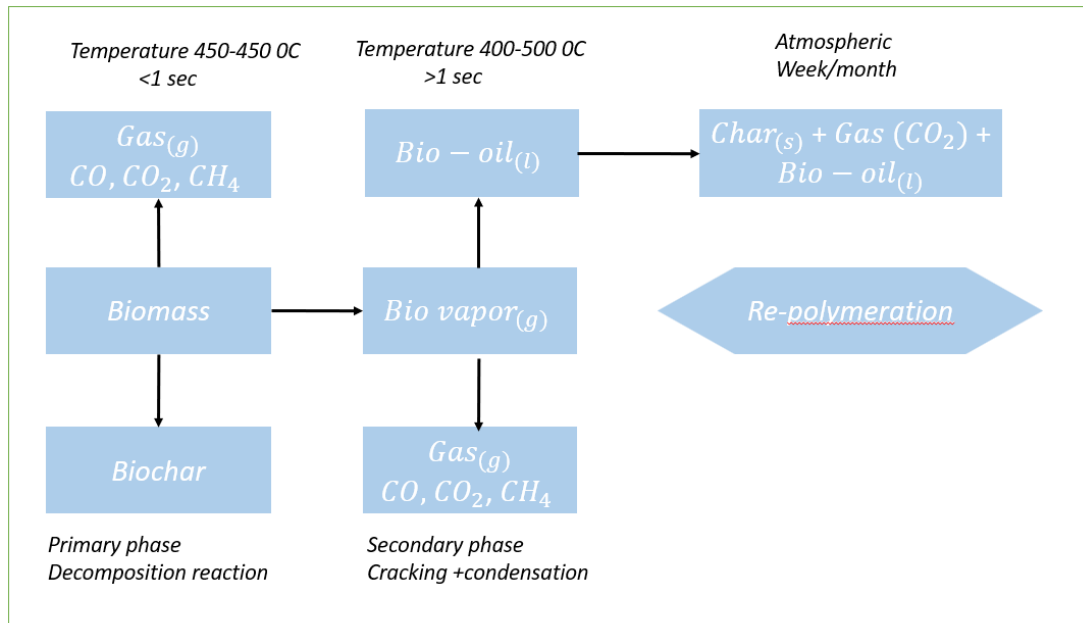 Temperature 450-450 0C
<1 sec
Temperature 400-500 0C
>1 sec
Atmospheric
Week/month
Gas(g)
CO, CO2, CH4
Bio − oil(l)
Char(s) + Gas (CO2) +
Bio − oil(l)
Biomass
Bio vapor(g)
Re-polymeration
Biochar
Gas(g)
CO, CO2, CH4
Primary phase
Decomposition reaction
Secondary phase
Cracking +condensation